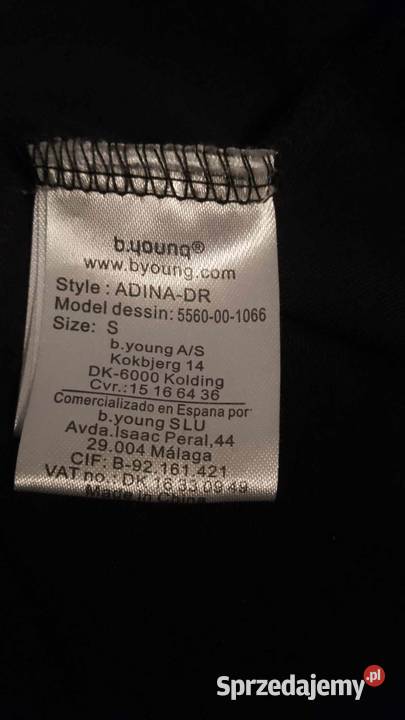 b.young®
www.byoung.com
Style : ADINA-DR
Model dessin: 5560-00-1066
Size: S
b.young A/S
Kokbjerg 14
DK-6000 Kolding
Cvr.:15 16 64 36
Comercializado en Espana por
b.young SLU
Avda.Isaac Peral,44
29.004 Málaga
CIF: B-92.161.421
VAT no.: DK 16 33 09 49
Made in China
Sprzedajemy.pl